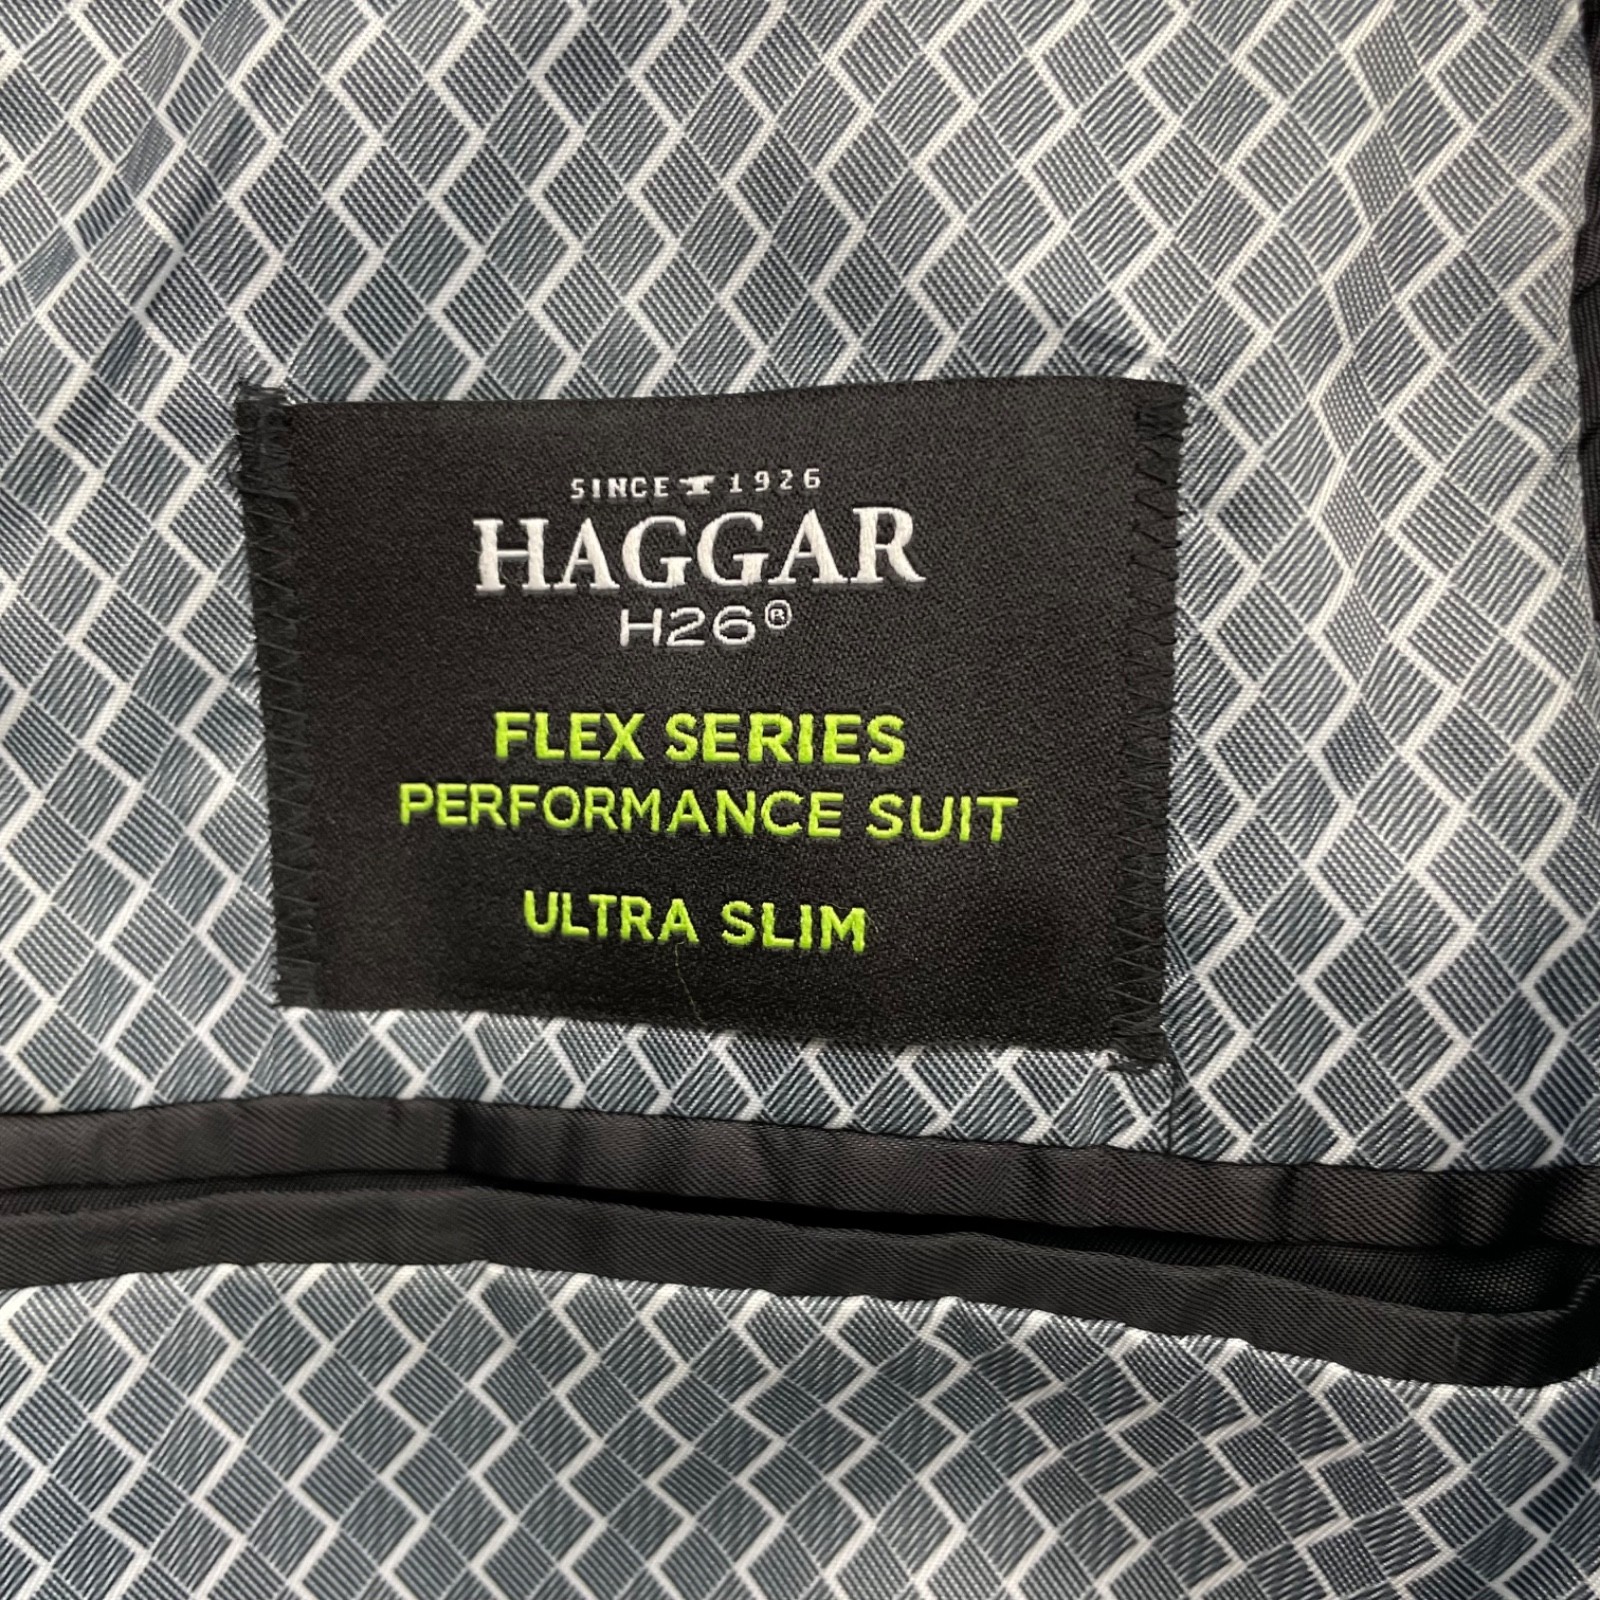 SINCE 1926
HAGGAR
H26®
FLEX SERIES
PERFORMANCE SUIT
ULTRA SLIM